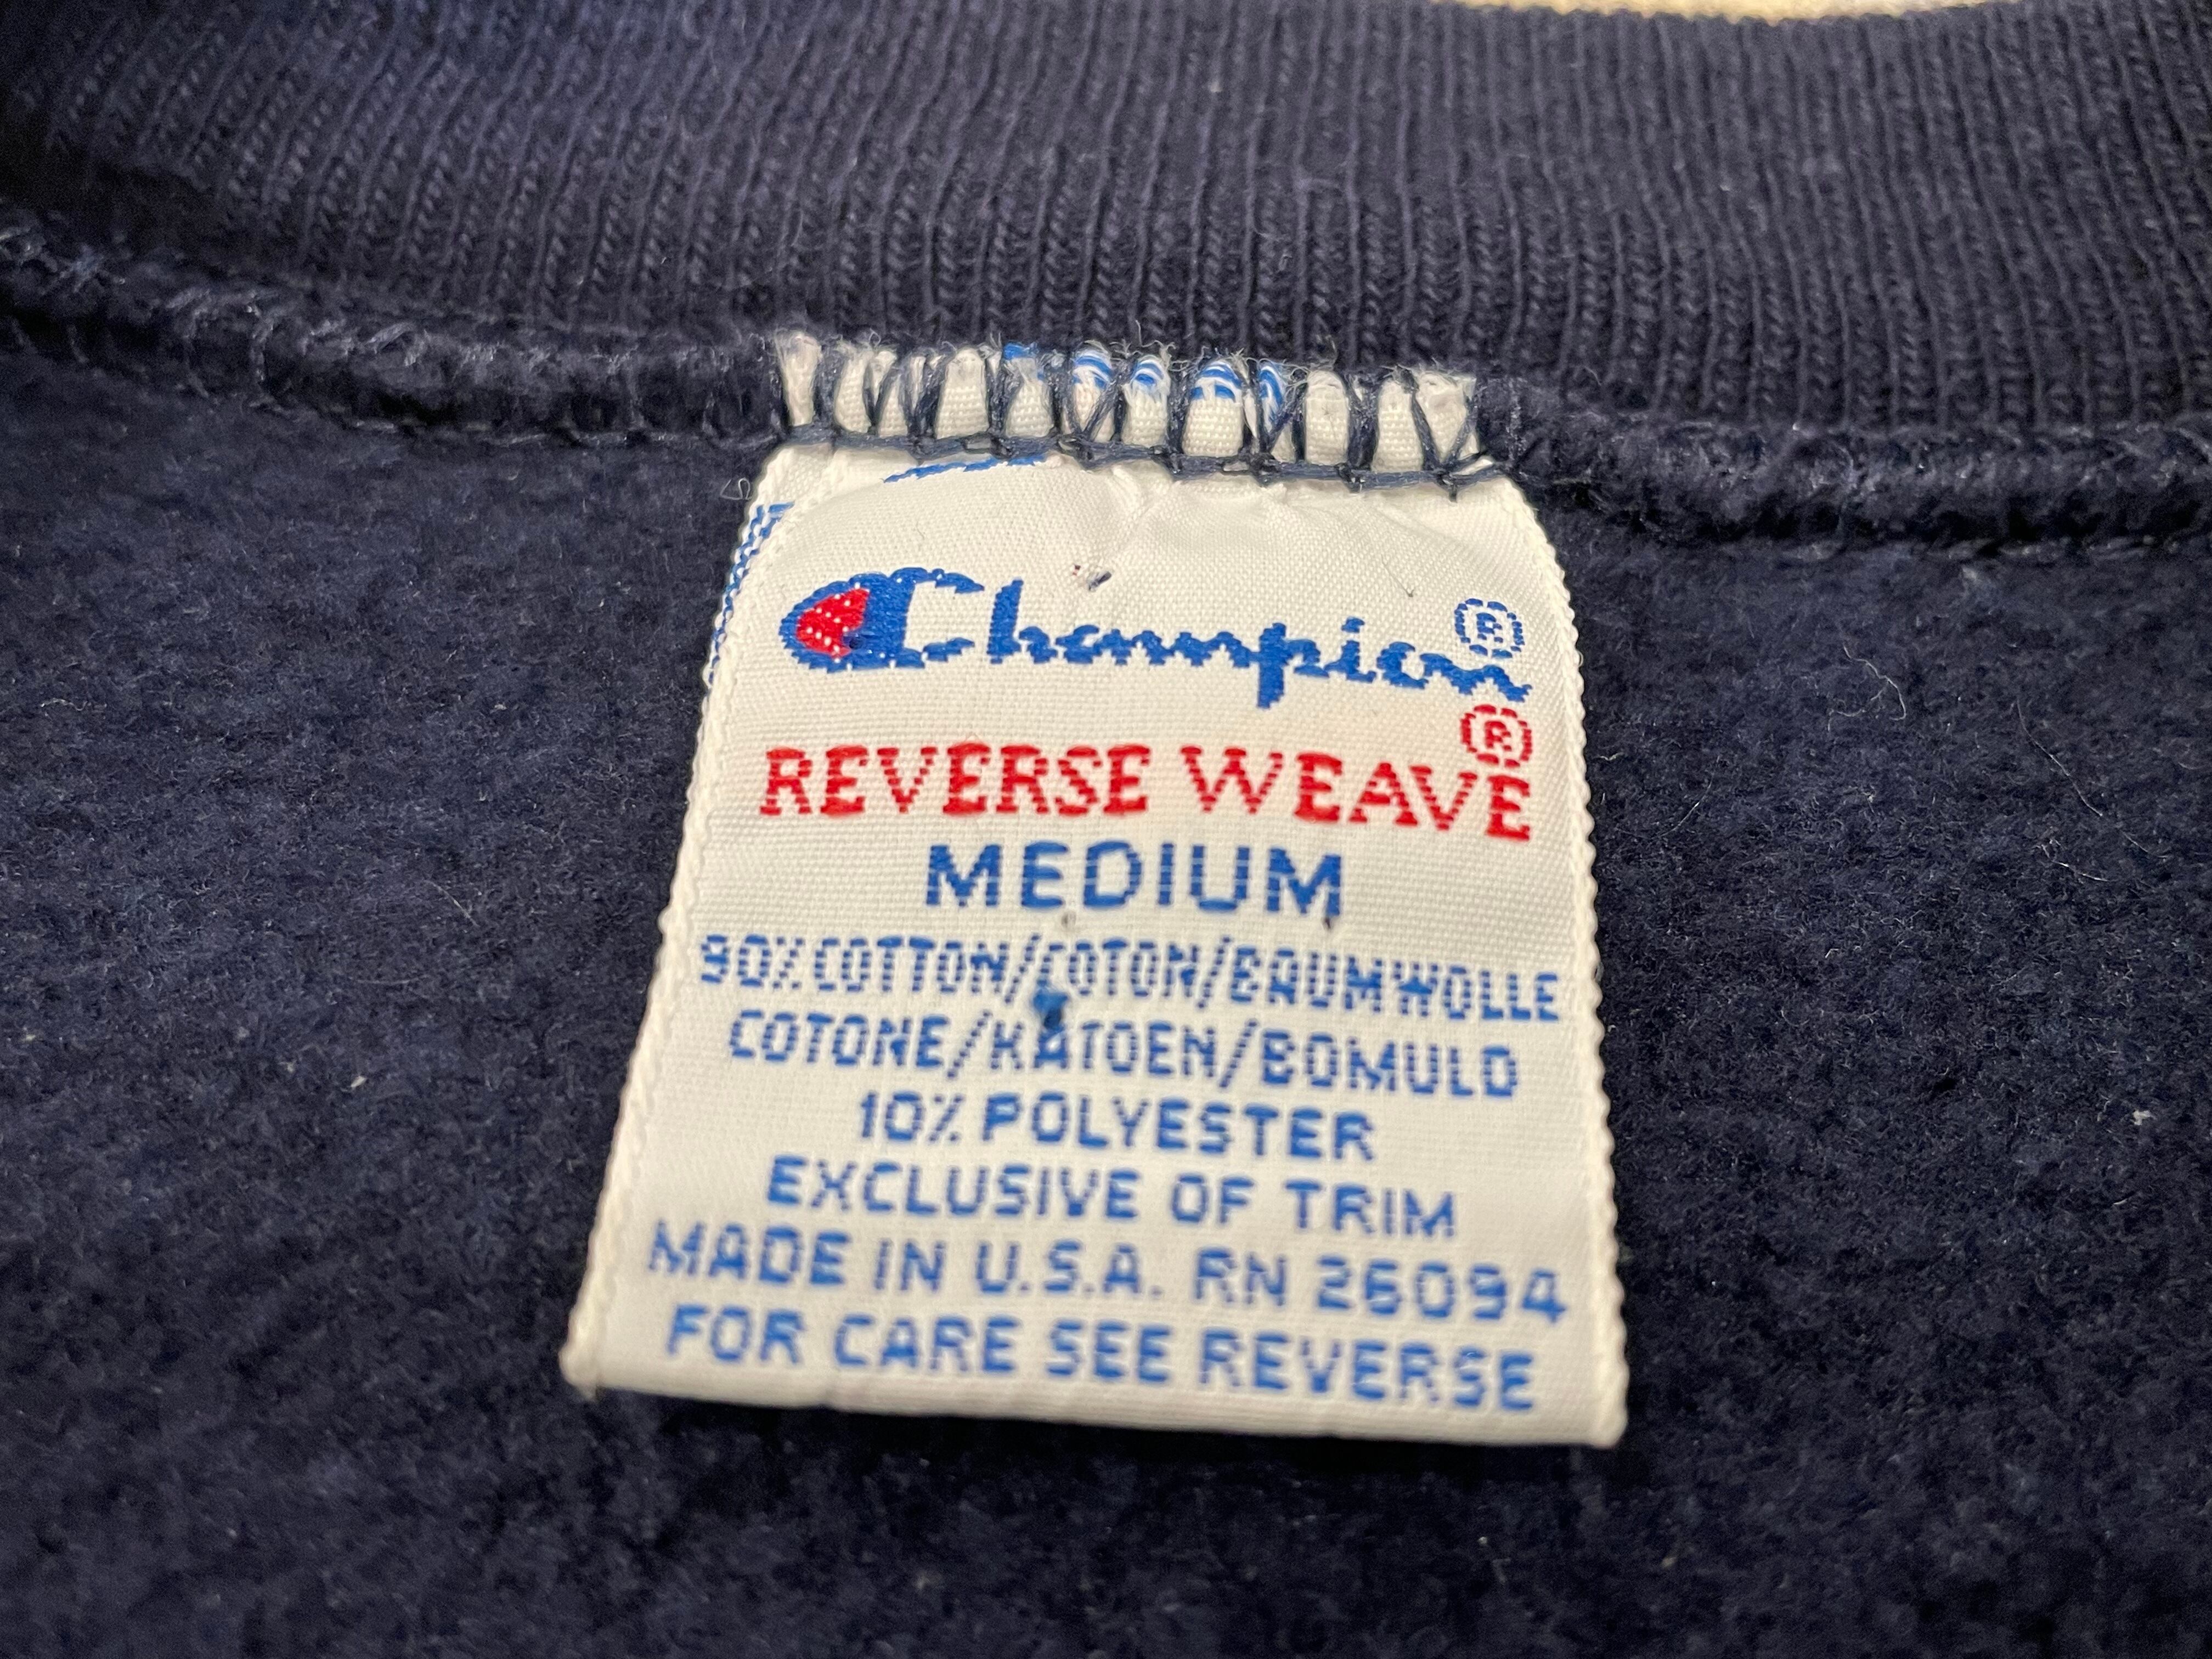 Champion®
REVERSE WEAVE®
MEDIUM
90% COTTON/COTON/BAUMWOLLE
COTONE/KATOEN/BOMULD
10% POLYESTER
EXCLUSIVE OF TRIM
MADE IN U.S.A. RN 26094
FOR CARE SEE REVERSE